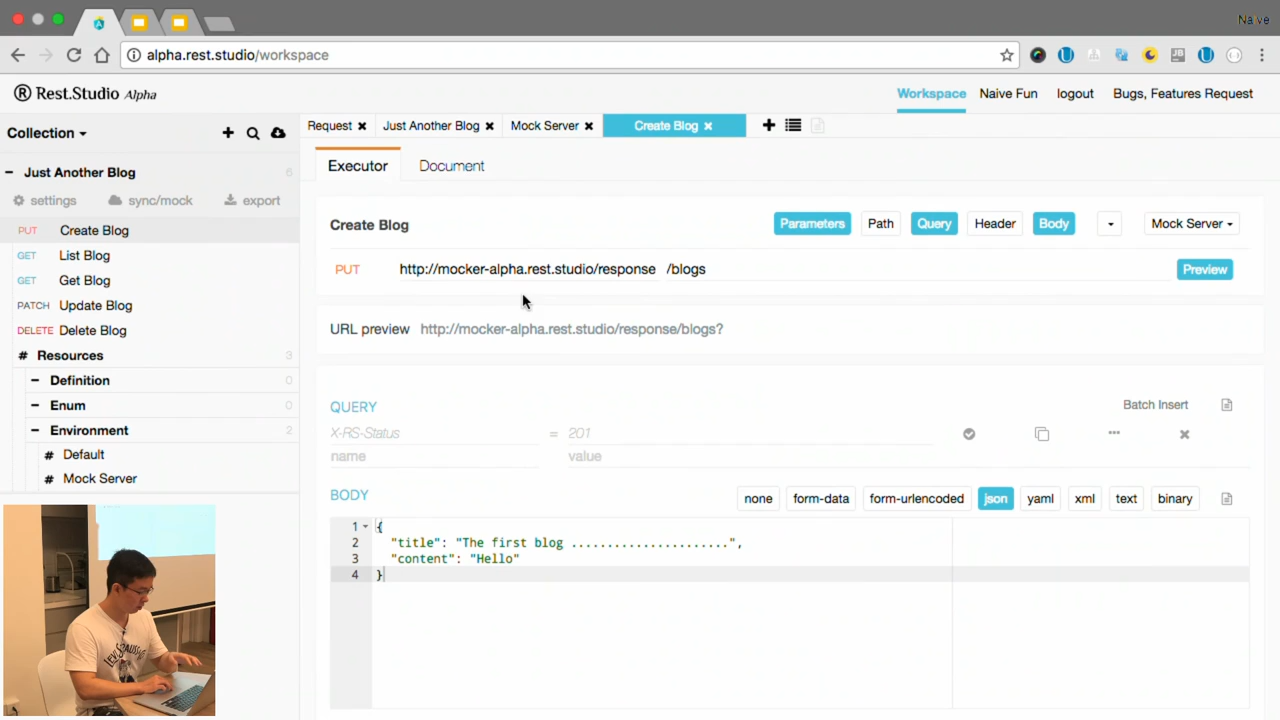 Naive
alpha.rest.studio/workspace
® Rest.Studio Alpha
Workspace Naive Fun logout Bugs, Features Request
Collection
Request Just Another Blog Mock Server Create Blog
Executor Document
Just Another Blog 6
settings sync/mock export
PUT Create Blog
GET List Blog
GET Get Blog
PATCH Update Blog
DELETE Delete Blog
# Resources 3
Definition 0
Enum 0
Environment 2
# Default
# Mock Server
Create Blog Parameters Path Query Header Body Mock Server
PUT http://mocker-alpha.rest.studio/response /blogs Preview
URL preview http://mocker-alpha.rest.studio/response/blogs?
QUERY Batch Insert
X-RS-Status = 201
name value
BODY none form-data form-urlencoded json yaml xml text binary
1 {
2 "title": "The first blog ......................",
3 "content": "Hello"
4 }